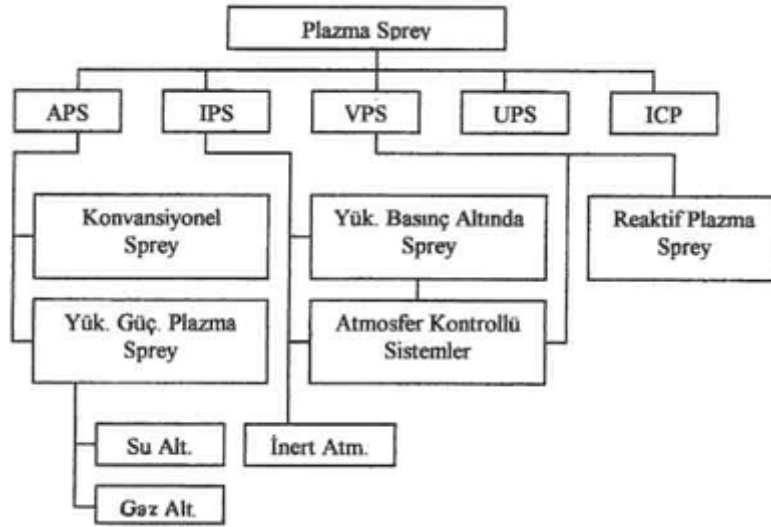 Plazma Sprey
APS
IPS
VPS
UPS
ICP
Konvansiyonel
Sprey
Yük. Basınç Altında
Sprey
Reaktif Plazma
Sprey
Yük. Güç. Plazma
Sprey
Atmosfer Kontrollü
Sistemler
Su Alt.
İnert Atm.
Gaz Alt.